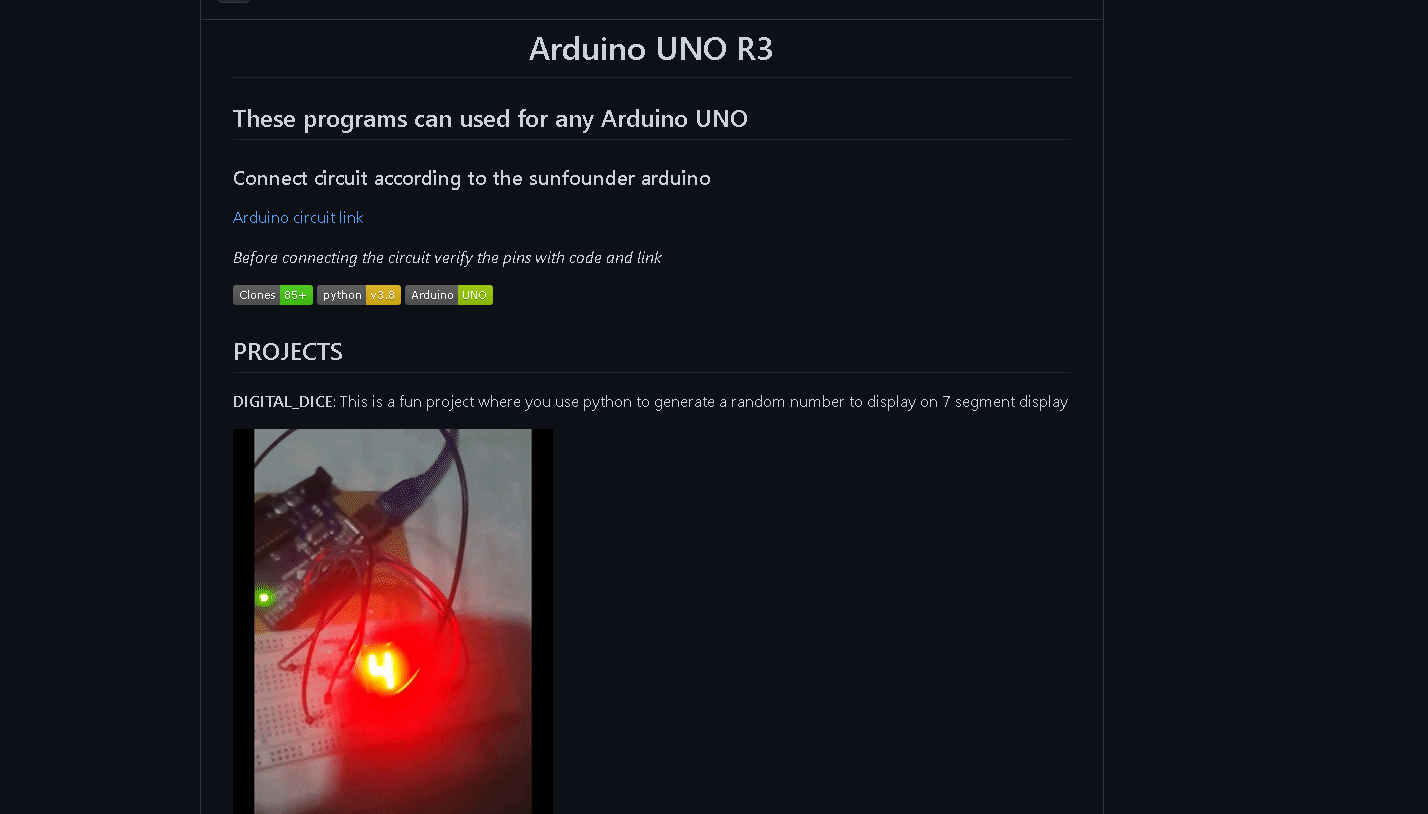 Arduino UNO R3
These programs can used for any Arduino UNO
Connect circuit according to the sunfounder arduino
Arduino circuit link
Before connecting the circuit verify the pins with code and link
Clones 85+ python v3.8 Arduino UNO
PROJECTS
DIGITAL_DICE: This is a fun project where you use python to generate a random number to display on 7 segment display
4